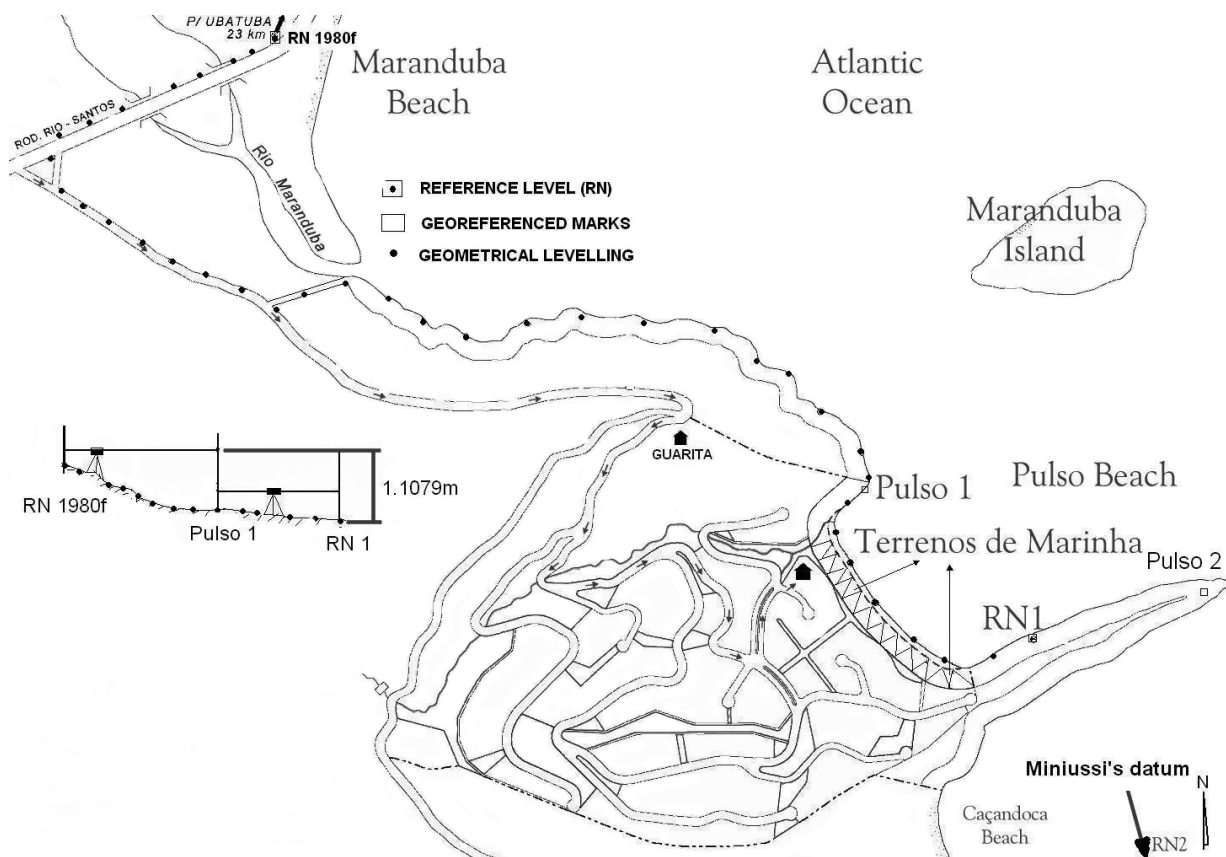 P/ UBATUBA
23 km
RN 1980f
Maranduba
Beach
Atlantic
Ocean
ROD. RIO - SANTOS
Rio Maranduba
REFERENCE LEVEL (RN)
GEOREFERENCED MARKS
GEOMETRICAL LEVELLING
Maranduba
Island
GUARITA
RN 1980f
Pulso 1
RN 1
1.1079m
Pulso 1
Pulso Beach
Terrenos de Marinha
Pulso 2
RN1
Miniussi's datum
N
Caçandoca
Beach
RN2